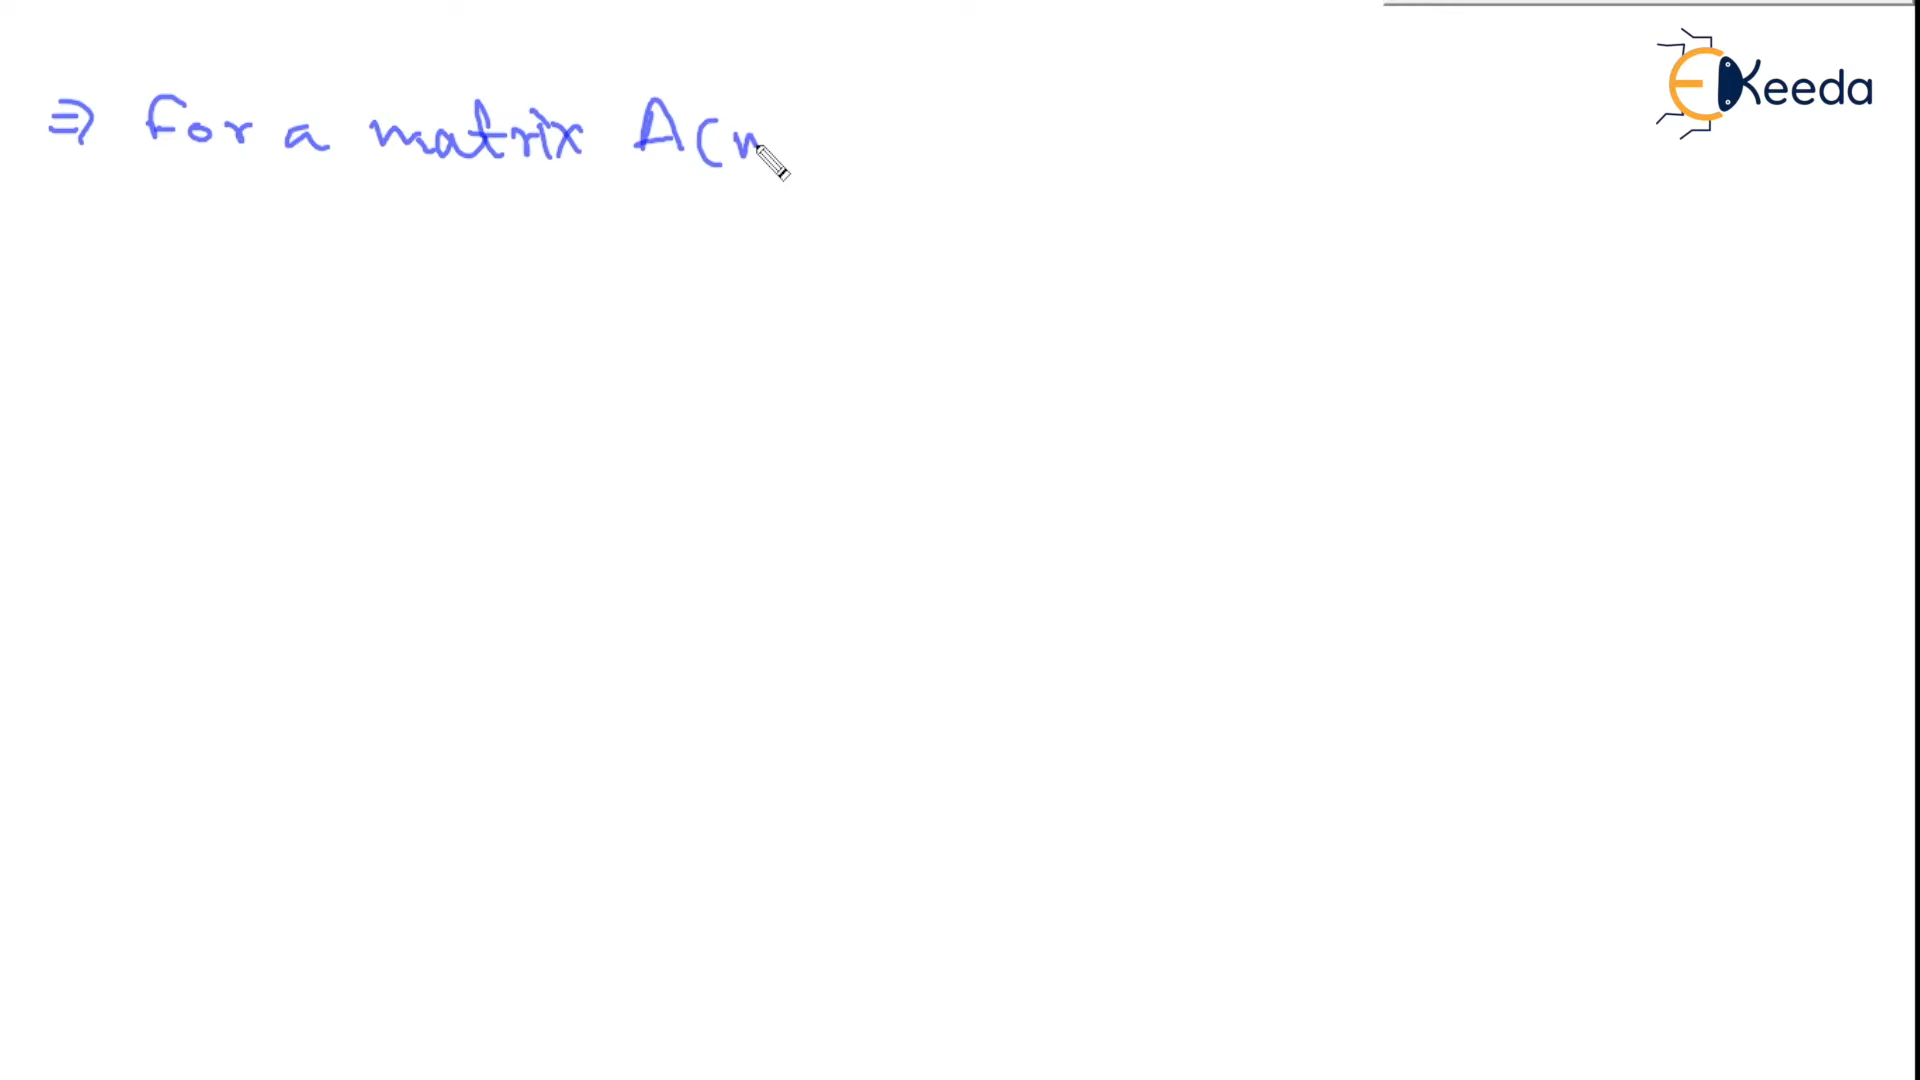 ⇒ For a matrix A(n
EKeeda